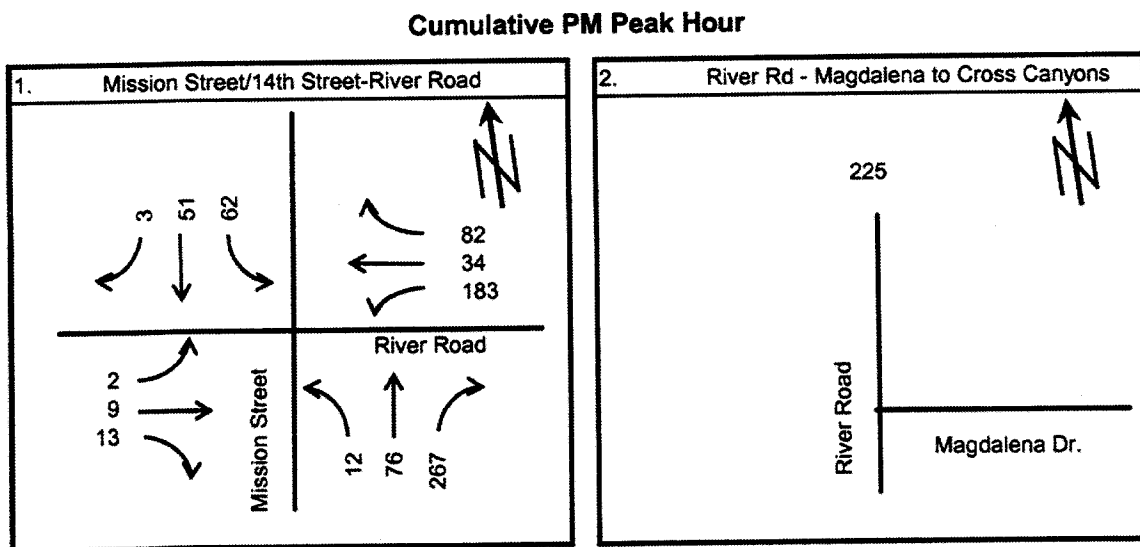 Cumulative PM Peak Hour
1. Mission Street/14th Street-River Road
3 51 62
82
34
183
River Road
2
9
13
Mission Street
12 76 267
2. River Rd - Magdalena to Cross Canyons
225
River Road
Magdalena Dr.